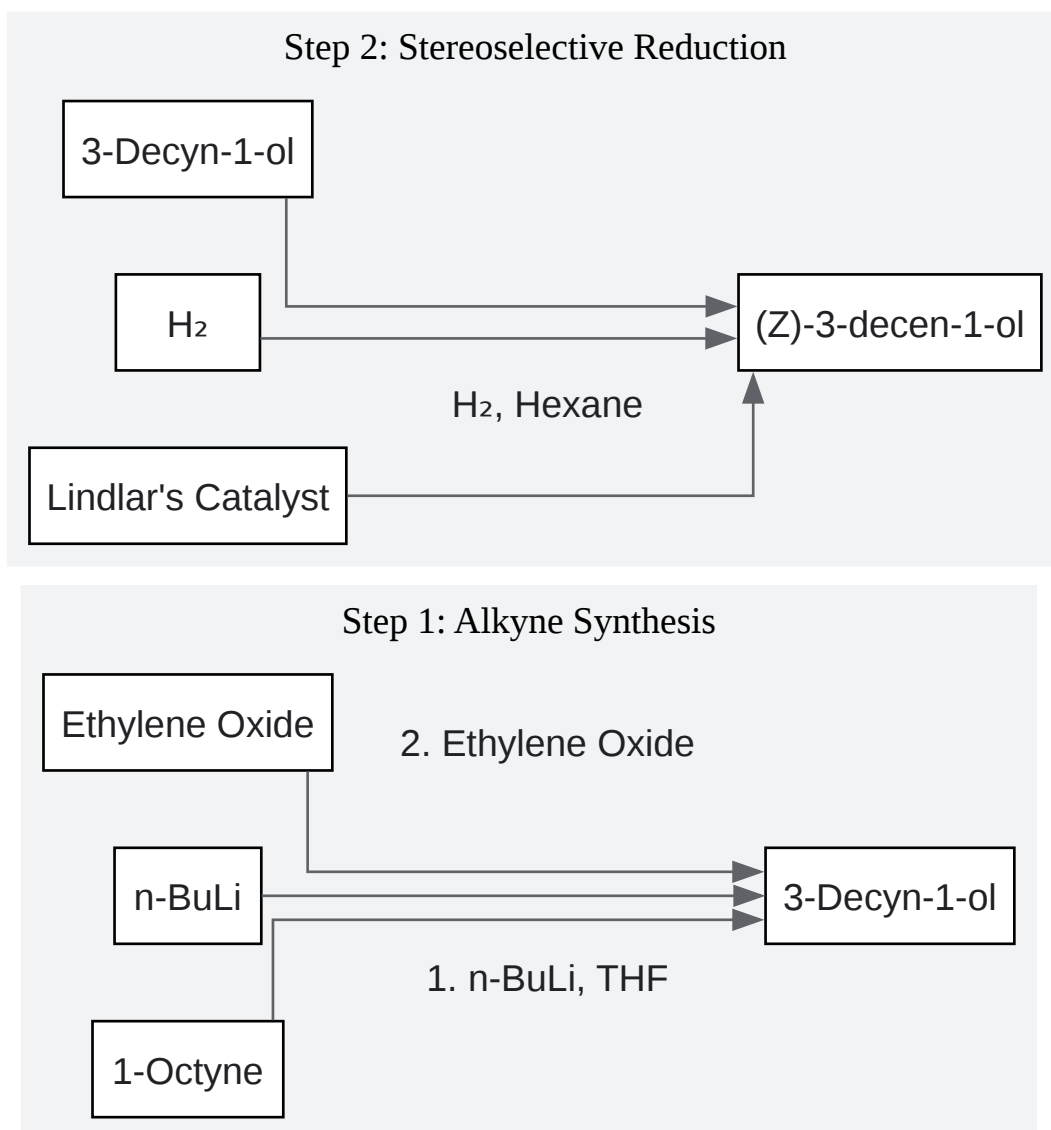 Step 2: Stereoselective Reduction
3-Decyn-1-ol
H₂
(Z)-3-decen-1-ol
H₂, Hexane
Lindlar's Catalyst
Step 1: Alkyne Synthesis
Ethylene Oxide
2. Ethylene Oxide
n-BuLi
3-Decyn-1-ol
1. n-BuLi, THF
1-Octyne